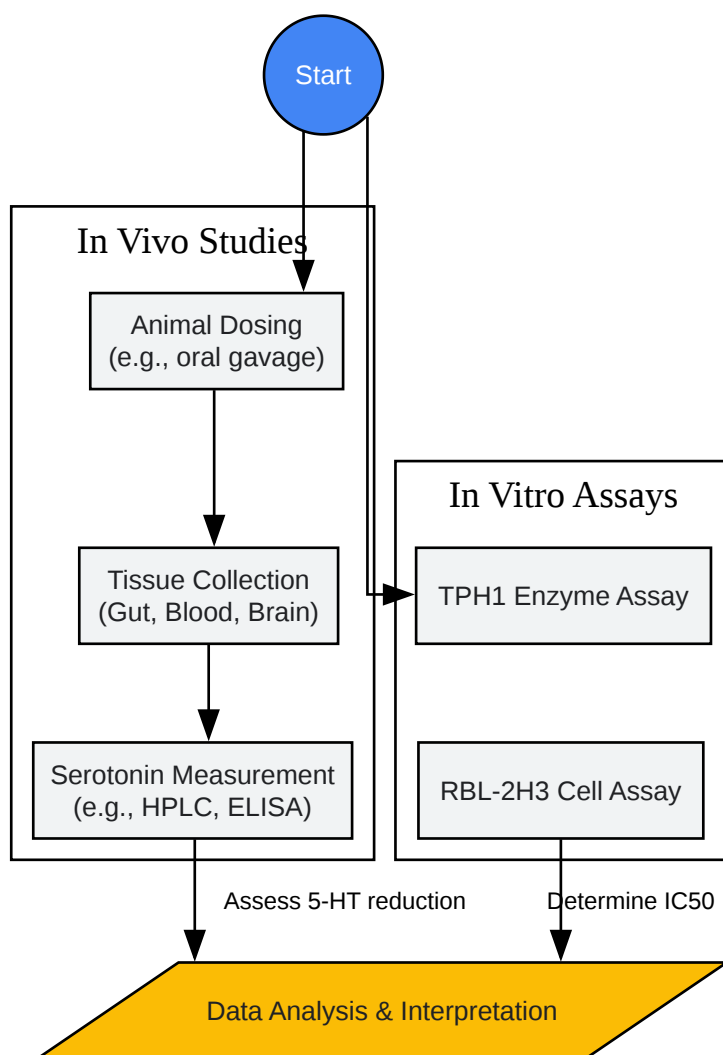 Start
In Vivo Studies
Animal Dosing
(e.g., oral gavage)
In Vitro Assays
Tissue Collection
(Gut, Blood, Brain)
TPH1 Enzyme Assay
Serotonin Measurement
(e.g., HPLC, ELISA)
RBL-2H3 Cell Assay
Assess 5-HT reduction
Determine IC50
Data Analysis & Interpretation